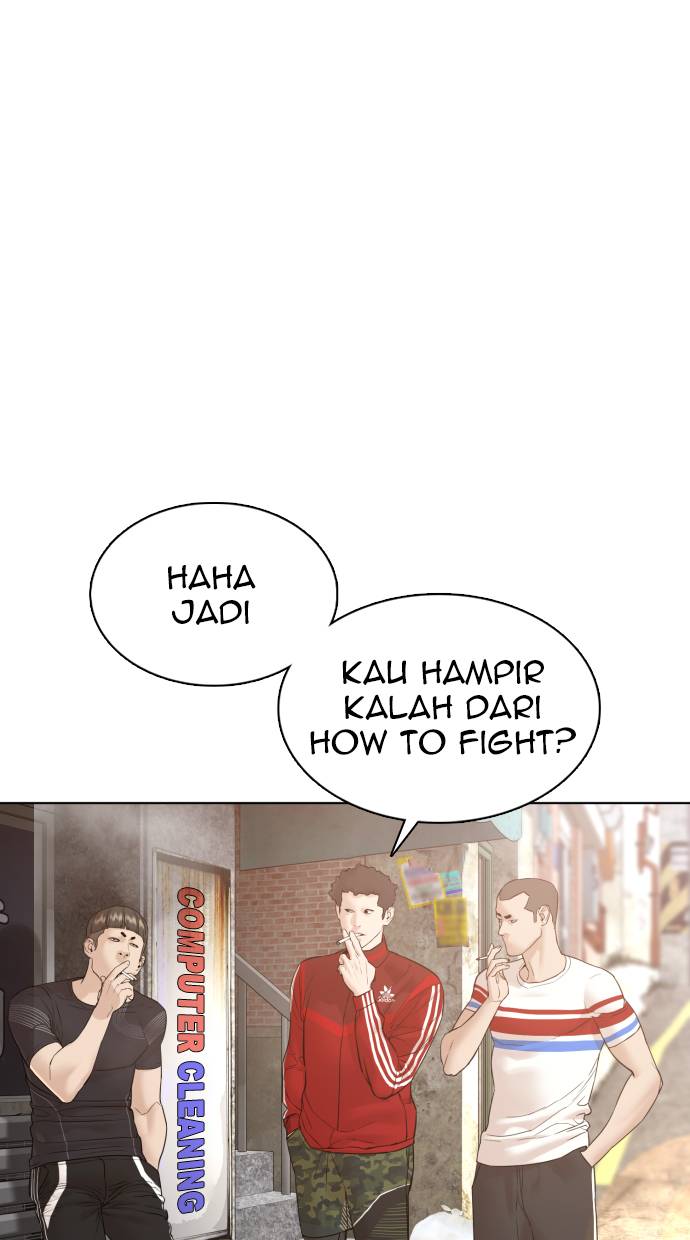 HAHA
JADI
KAU HAMPIR
KALAH DARI
HOW TO FIGHT?
COMPUTER CLEANING